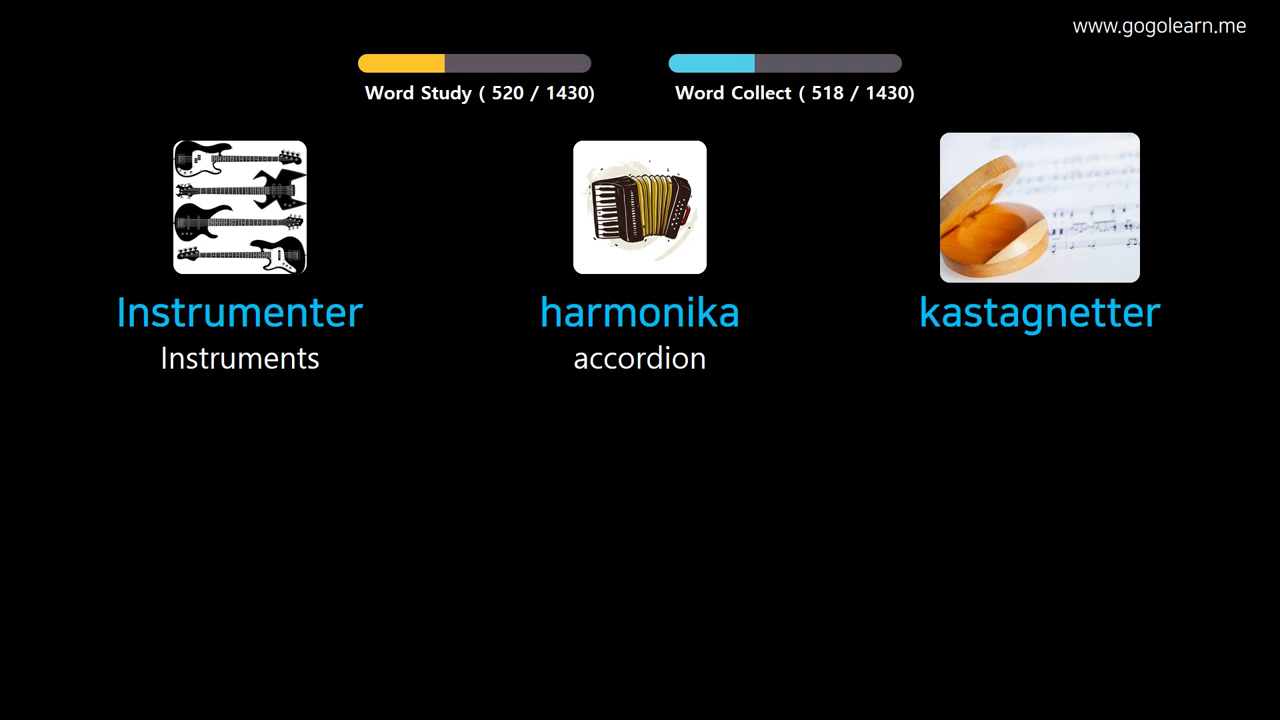 www.gogolearn.me
Word Study ( 520 / 1430)
Word Collect ( 518 / 1430)
Instrumenter
Instruments
harmonika
accordion
kastagnetter